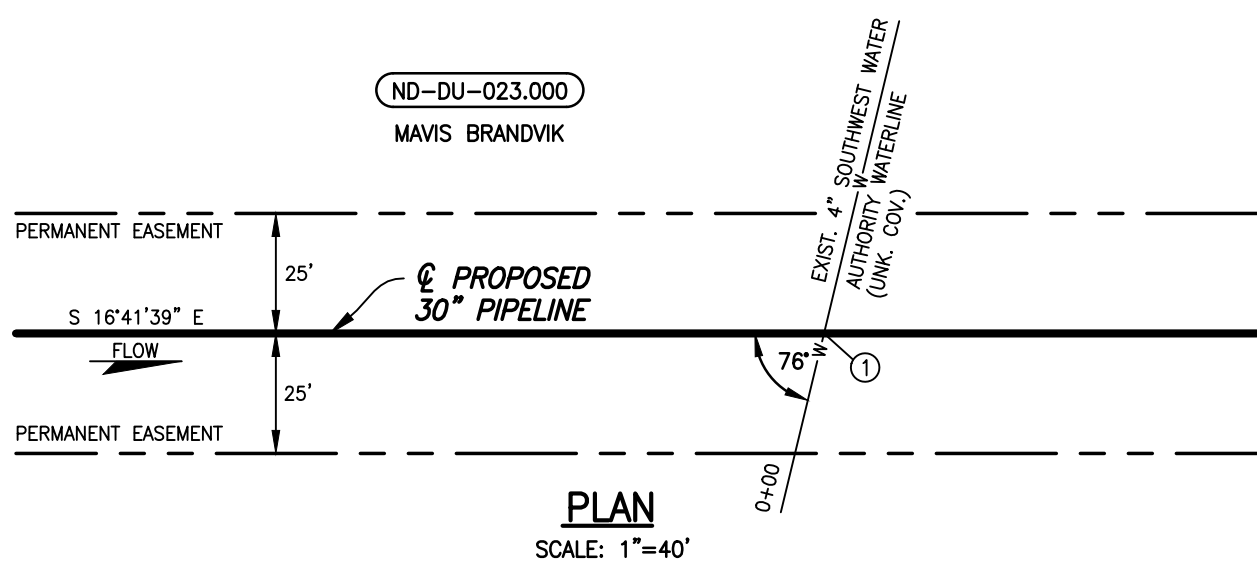 ND-DU-023.000
MAVIS BRANDVIK
EXIST. 4" SOUTHWEST WATER
W
AUTHORITY WATERLINE
(UNK. COV.)
PERMANENT EASEMENT
25'
℄ PROPOSED
30" PIPELINE
S 16°41'39" E
FLOW
76°
W
1
25'
PERMANENT EASEMENT
0+00
PLAN
SCALE: 1"=40'